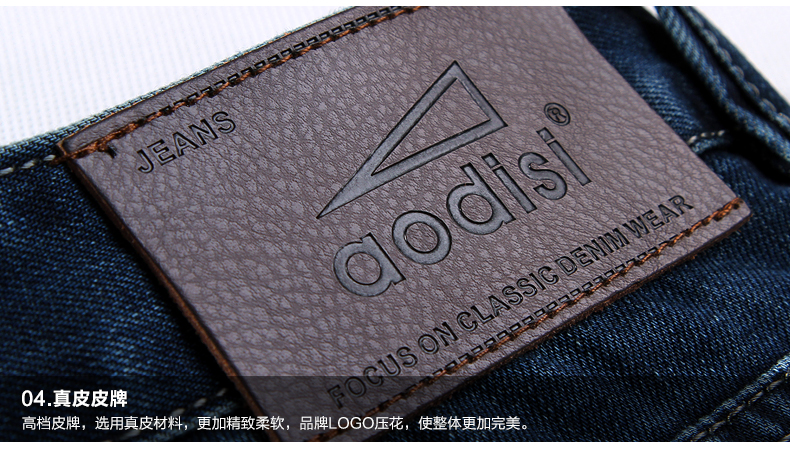 JEANS
aodisi®
FOCUS ON CLASSIC DENIM WEAR
04.真皮皮牌
高档皮牌，选用真皮材料，更加精致柔软，品牌LOGO压花，使整体更加完美。